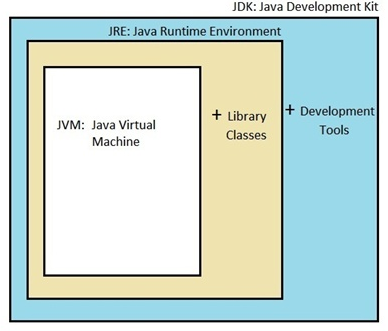 JDK: Java Development Kit
JRE: Java Runtime Environment
JVM: Java Virtual
Machine
+ Library
Classes
+ Development
Tools